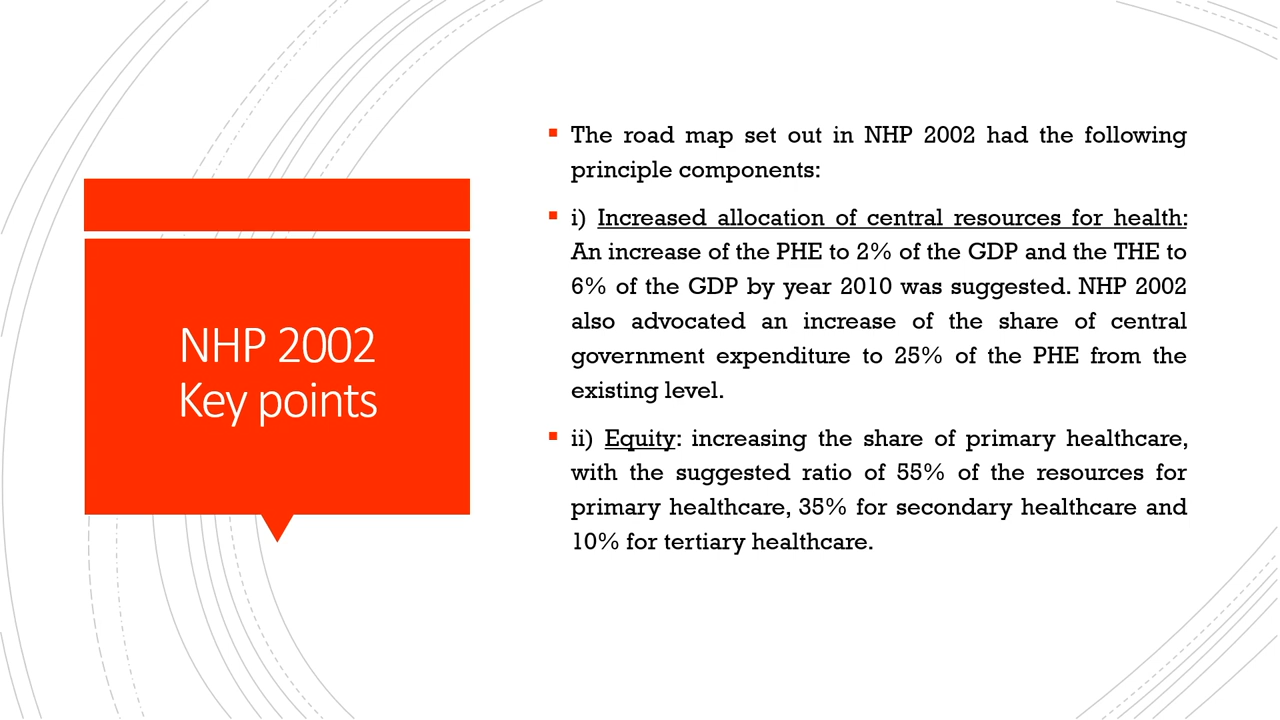 NHP 2002
Key points
The road map set out in NHP 2002 had the following
principle components:
i) Increased allocation of central resources for health:
An increase of the PHE to 2% of the GDP and the THE to
6% of the GDP by year 2010 was suggested. NHP 2002
also advocated an increase of the share of central
government expenditure to 25% of the PHE from the
existing level.
ii) Equity: increasing the share of primary healthcare,
with the suggested ratio of 55% of the resources for
primary healthcare, 35% for secondary healthcare and
10% for tertiary healthcare.